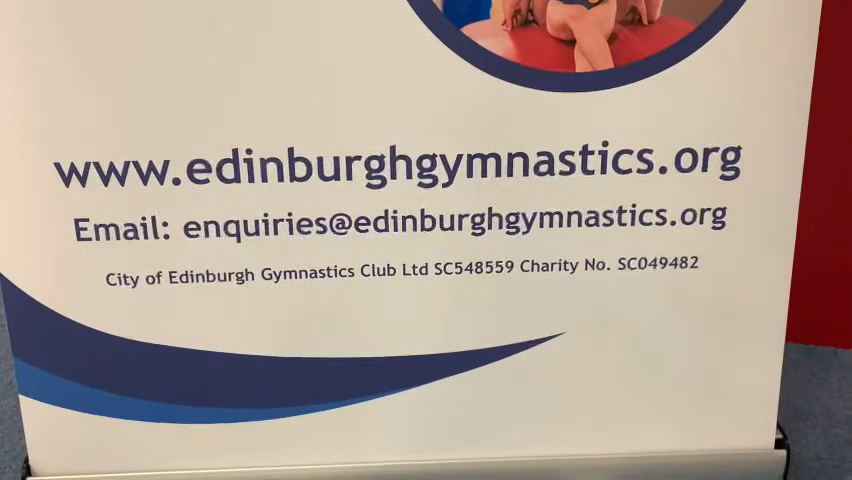 www.edinburghgymnastics.org
Email: enquiries@edinburghgymnastics.org
City of Edinburgh Gymnastics Club Ltd SC548559 Charity No. SC049482